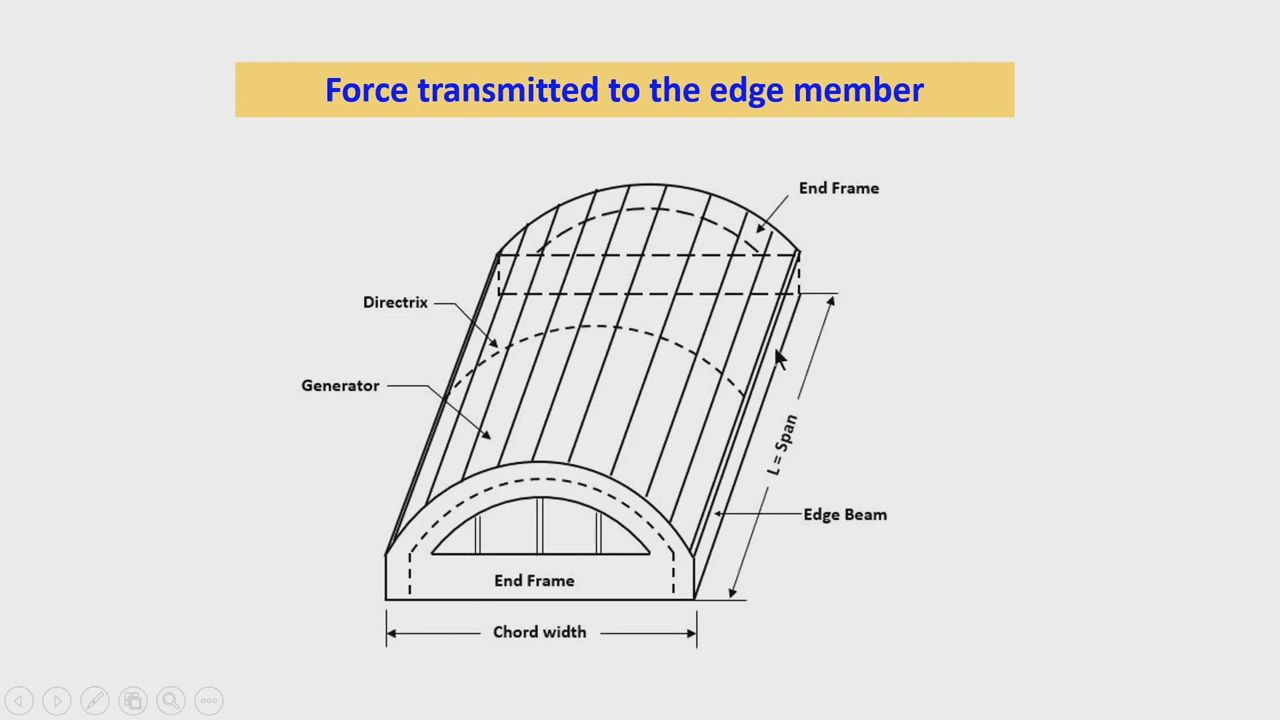 Force transmitted to the edge member
End Frame
Directrix
Generator
L = Span
Edge Beam
End Frame
Chord width